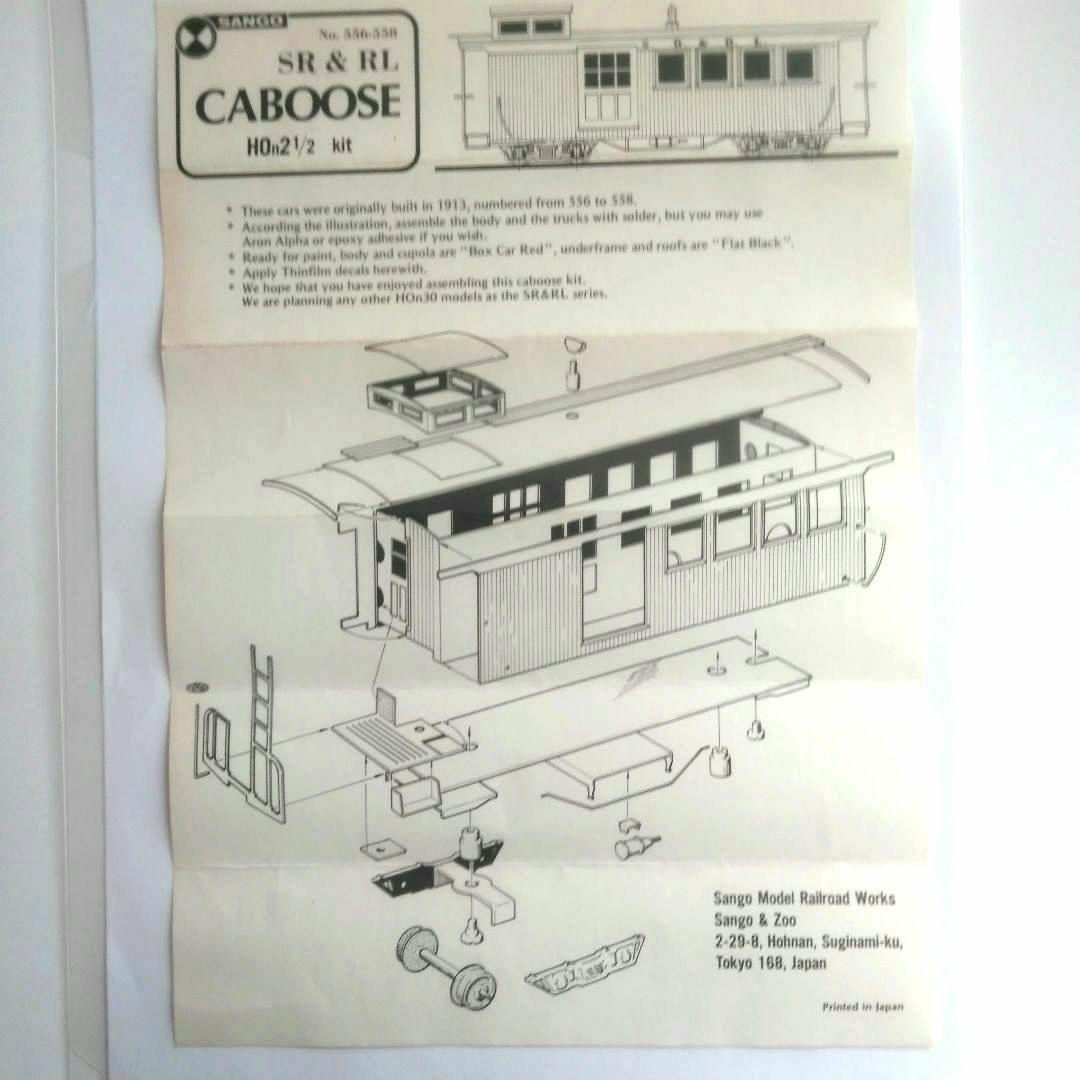 SANGO
No. 556-558
SR & RL
CABOOSE
HOn2 1/2 kit
S R & R L
* These cars were originally built in 1913, numbered from 556 to 558.
* According the illustration, assemble the body and the trucks with solder, but you may use
Aron Alpha or epoxy adhesive if you wish.
* Ready for paint, body and cupola are "Box Car Red", underframe and roofs are "Flat Black".
* Apply Thinfilm decals herewith.
* We hope that you have enjoyed assembling this caboose kit.
We are planning any other HOn30 models as the SR&RL series.
Sango Model Railroad Works
Sango & Zoo
2-29-8, Hohnan, Suginami-ku,
Tokyo 168, Japan
Printed in Japan